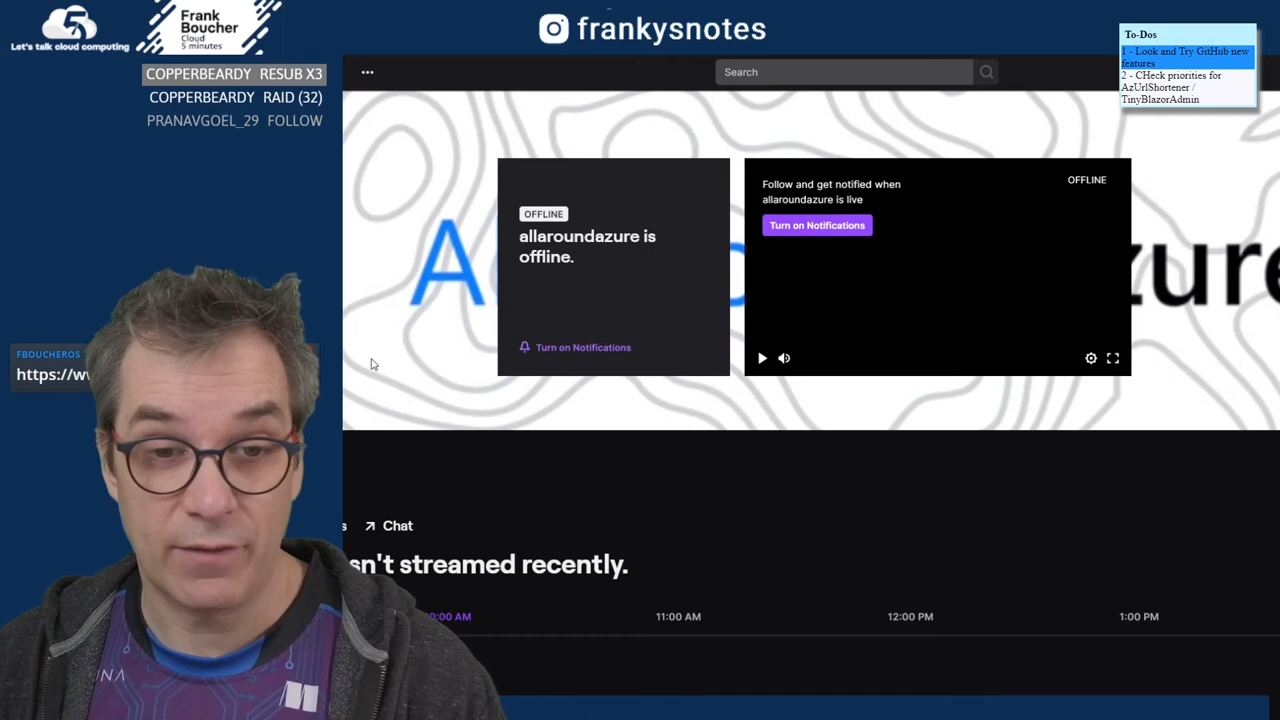 Let's talk cloud computing
Frank
Boucher
Cloud
5 minutes
frankysnotes
To-Dos
1 - Look and Try GitHub new
features
2 - CHeck priorities for
AzUrlShortener /
TinyBlazorAdmin
COPPERBEARDY RESUB X3
COPPERBEARDY RAID (32)
PRANAVGOEL_29 FOLLOW
Search
OFFLINE
allaroundazure is
offline.
Turn on Notifications
Follow and get notified when
allaroundazure is live
Turn on Notifications
OFFLINE
zure
FBOUCHEROS
https://w
s
Chat
sn't streamed recently.
:00 AM
11:00 AM
12:00 PM
1:00 PM